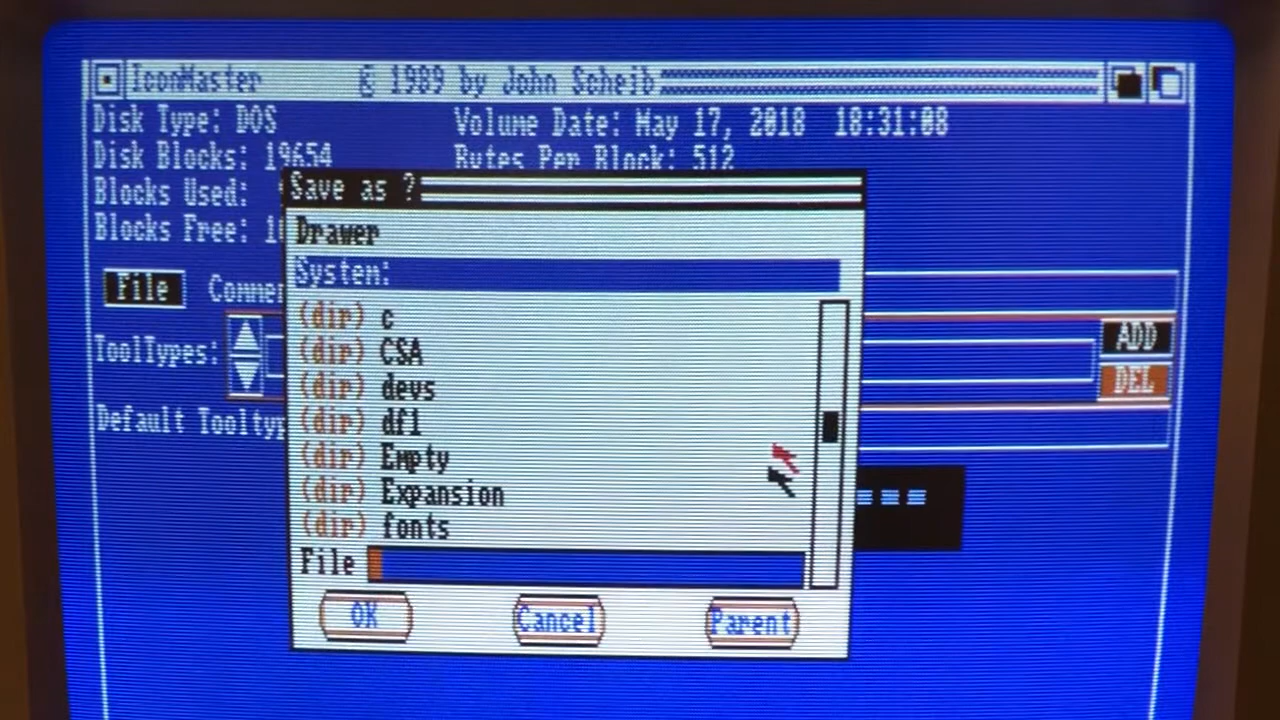 IconMaster © 1989 by John Scheib
Disk Type: DOS Volume Date: May 17, 2018 18:31:08
Disk Blocks: 19654 Bytes Per Block: 512
Blocks Used:
Blocks Free:
Save as ?
Drawer
System:
(dir) c
(dir) CSA
(dir) devs
(dir) df1
(dir) Empty
(dir) Expansion
(dir) fonts
File
OK Cancel Parent
File
ToolTypes:
ADD
DEL
Default